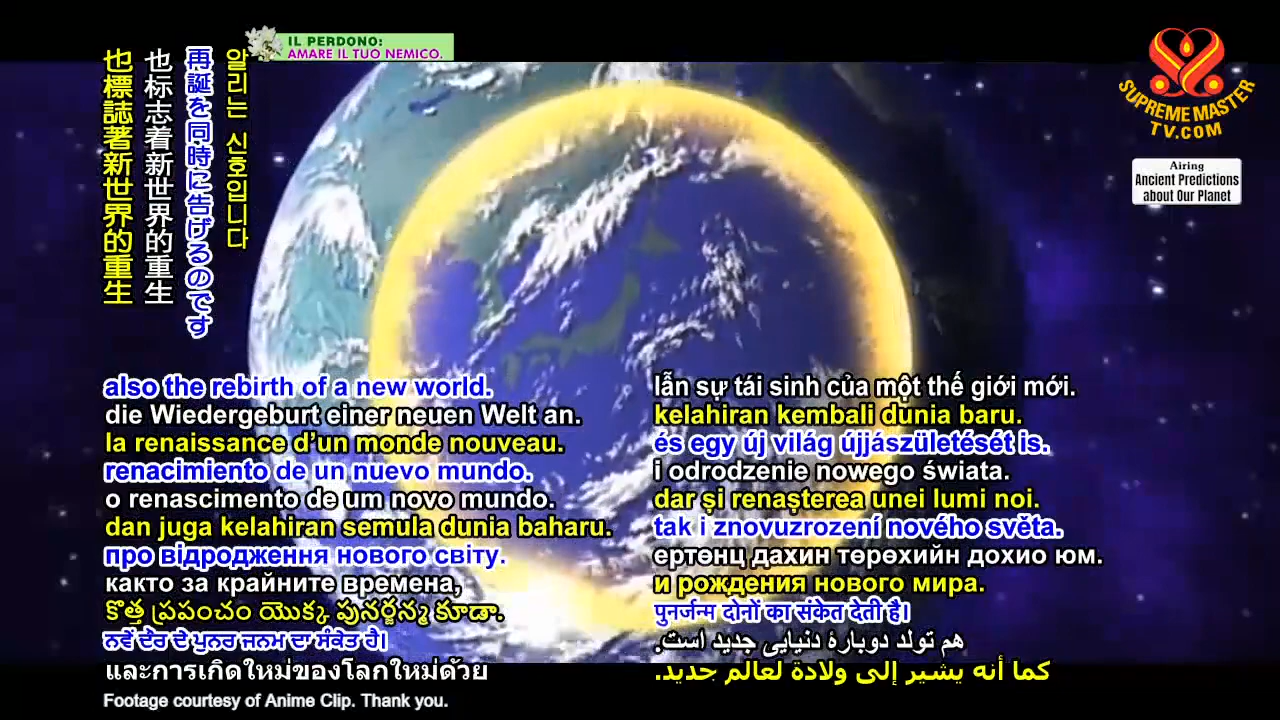 IL PERDONO:
AMARE IL TUO NEMICO.
SUPREME MASTER
TV.COM
Airing
Ancient Predictions
about Our Planet
알리는 신호입니다
再誕を同時に告げるのです
也标志着新世界的重生
也標誌著新世界的重生
also the rebirth of a new world.
die Wiedergeburt einer neuen Welt an.
la renaissance d’un monde nouveau.
renacimiento de un nuevo mundo.
o renascimento de um novo mundo.
dan juga kelahiran semula dunia baharu.
про відродження нового світу.
както за крайните времена,
కొత్త ప్రపంచం యొక్క పునర్జన్మ కూడా.
ਨਵੇਂ ਦੌਰ ਦੇ ਪੁਨਰ ਜਨਮ ਦਾ ਸੰਕੇਤ ਹੈ।
และการเกิดใหม่ของโลกใหม่ด้วย
lẫn sự tái sinh của một thế giới mới.
kelahiran kembali dunia baru.
és egy új világ újjászületését is.
i odrodzenie nowego świata.
dar și renașterea unei lumi noi.
tak i znovuzrození nového světa.
ертөнц дахин төрөхийн дохио юм.
и рождения нового мира.
पुनर्जन्म दोनों का संकेत देती है।
هم تولد دوبارهٔ دنیایی جدید است.
كما أنه يشير إلى ولادة لعالم جديد.
Footage courtesy of Anime Clip. Thank you.